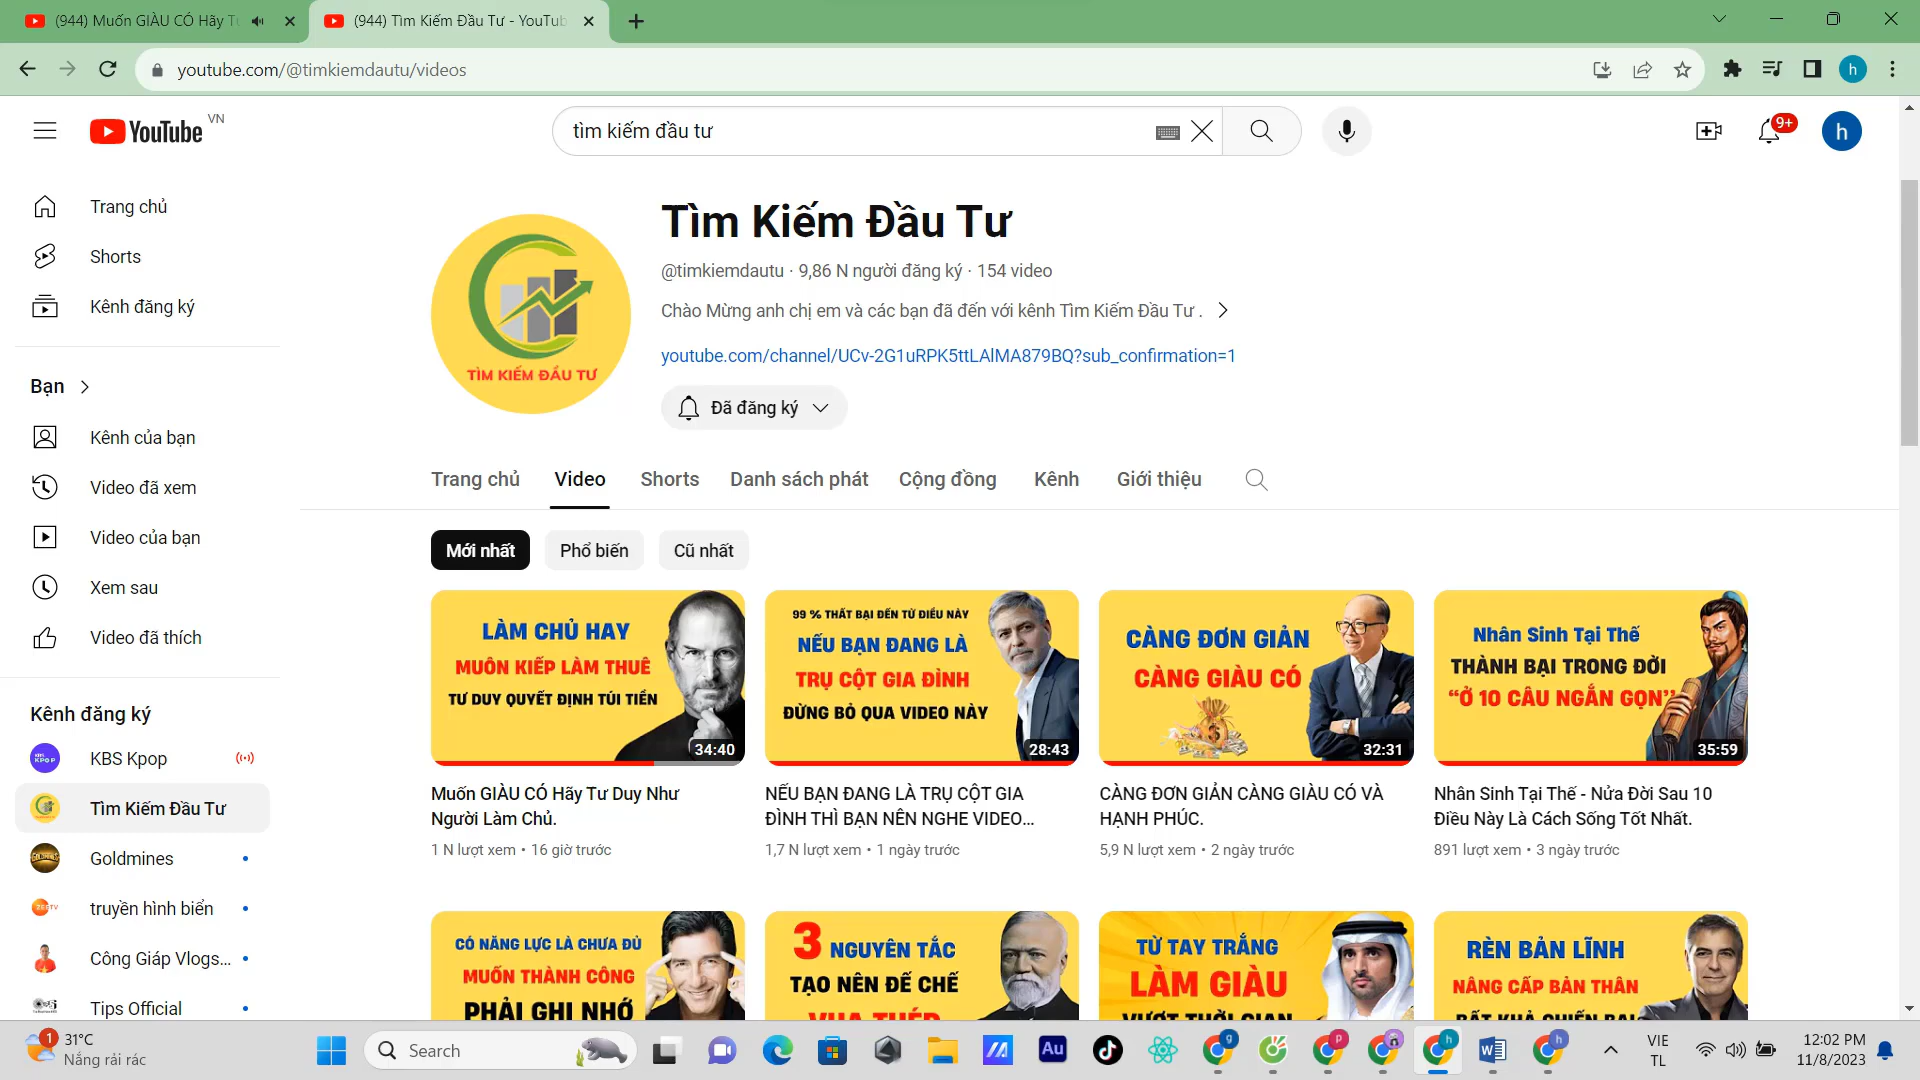 (944) Muốn GIÀU CÓ Hãy T
(944) Tìm Kiếm Đầu Tư - YouTub
youtube.com/@timkiemdautu/videos
h
YouTube VN
tìm kiếm đầu tư
9+
h
Trang chủ
Shorts
Kênh đăng ký
Bạn
Kênh của bạn
Video đã xem
Video của bạn
Xem sau
Video đã thích
Kênh đăng ký
KBS Kpop
Tìm Kiếm Đầu Tư
Goldmines
truyền hình biển
Công Giáp Vlogs...
Tips Official
TÌM KIẾM ĐẦU TƯ
Tìm Kiếm Đầu Tư
@timkiemdautu · 9,86 N người đăng ký · 154 video
Chào Mừng anh chị em và các bạn đã đến với kênh Tìm Kiếm Đầu Tư .
youtube.com/channel/UCv-2G1uRPK5ttLAlMA879BQ?sub_confirmation=1
Đã đăng ký
Trang chủ
Video
Shorts
Danh sách phát
Cộng đồng
Kênh
Giới thiệu
Mới nhất
Phổ biến
Cũ nhất
LÀM CHỦ HAY
MUÔN KIẾP LÀM THUÊ
TƯ DUY QUYẾT ĐỊNH TÚI TIỀN
34:40
Muốn GIÀU CÓ Hãy Tư Duy Như
Người Làm Chủ.
1 N lượt xem • 16 giờ trước
99 % THẤT BẠI ĐẾN TỪ ĐIỀU NÀY
NẾU BẠN ĐANG LÀ
TRỤ CỘT GIA ĐÌNH
ĐỪNG BỎ QUA VIDEO NÀY
28:43
NẾU BẠN ĐANG LÀ TRỤ CỘT GIA
ĐÌNH THÌ BẠN NÊN NGHE VIDEO...
1,7 N lượt xem • 1 ngày trước
CÀNG ĐƠN GIẢN
CÀNG GIÀU CÓ
32:31
CÀNG ĐƠN GIẢN CÀNG GIÀU CÓ VÀ
HẠNH PHÚC.
5,9 N lượt xem • 2 ngày trước
Nhân Sinh Tại Thế
THÀNH BẠI TRONG ĐỜI
“Ở 10 CÂU NGẮN GỌN”
35:59
Nhân Sinh Tại Thế - Nửa Đời Sau 10
Điều Này Là Cách Sống Tốt Nhất.
891 lượt xem • 3 ngày trước
CÓ NĂNG LỰC LÀ CHƯA ĐỦ
MUỐN THÀNH CÔNG
PHẢI GHI NHỚ
3 NGUYÊN TẮC
TẠO NÊN ĐẾ CHẾ
VUA THÉP
TỪ TAY TRẮNG
LÀM GIÀU
VƯỢT THỜI GIAN
RÈN BẢN LĨNH
NÂNG CẤP BẢN THÂN
BẤT KHẢ CHIẾN BẠI
1
31°C
Nắng rải rác
Search
Au
g
p
n
h
h
VIE
TL
12:02 PM
11/8/2023